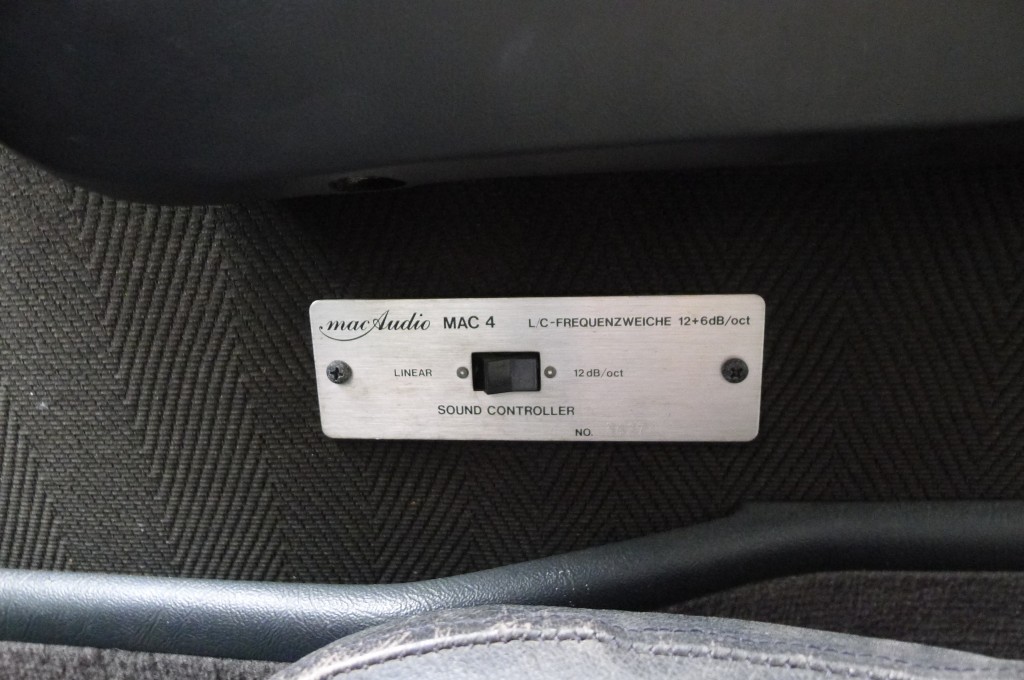 macAudio MAC 4 L/C-FREQUENZWEICHE 12+6dB/oct
LINEAR 12dB/oct
SOUND CONTROLLER
NO.